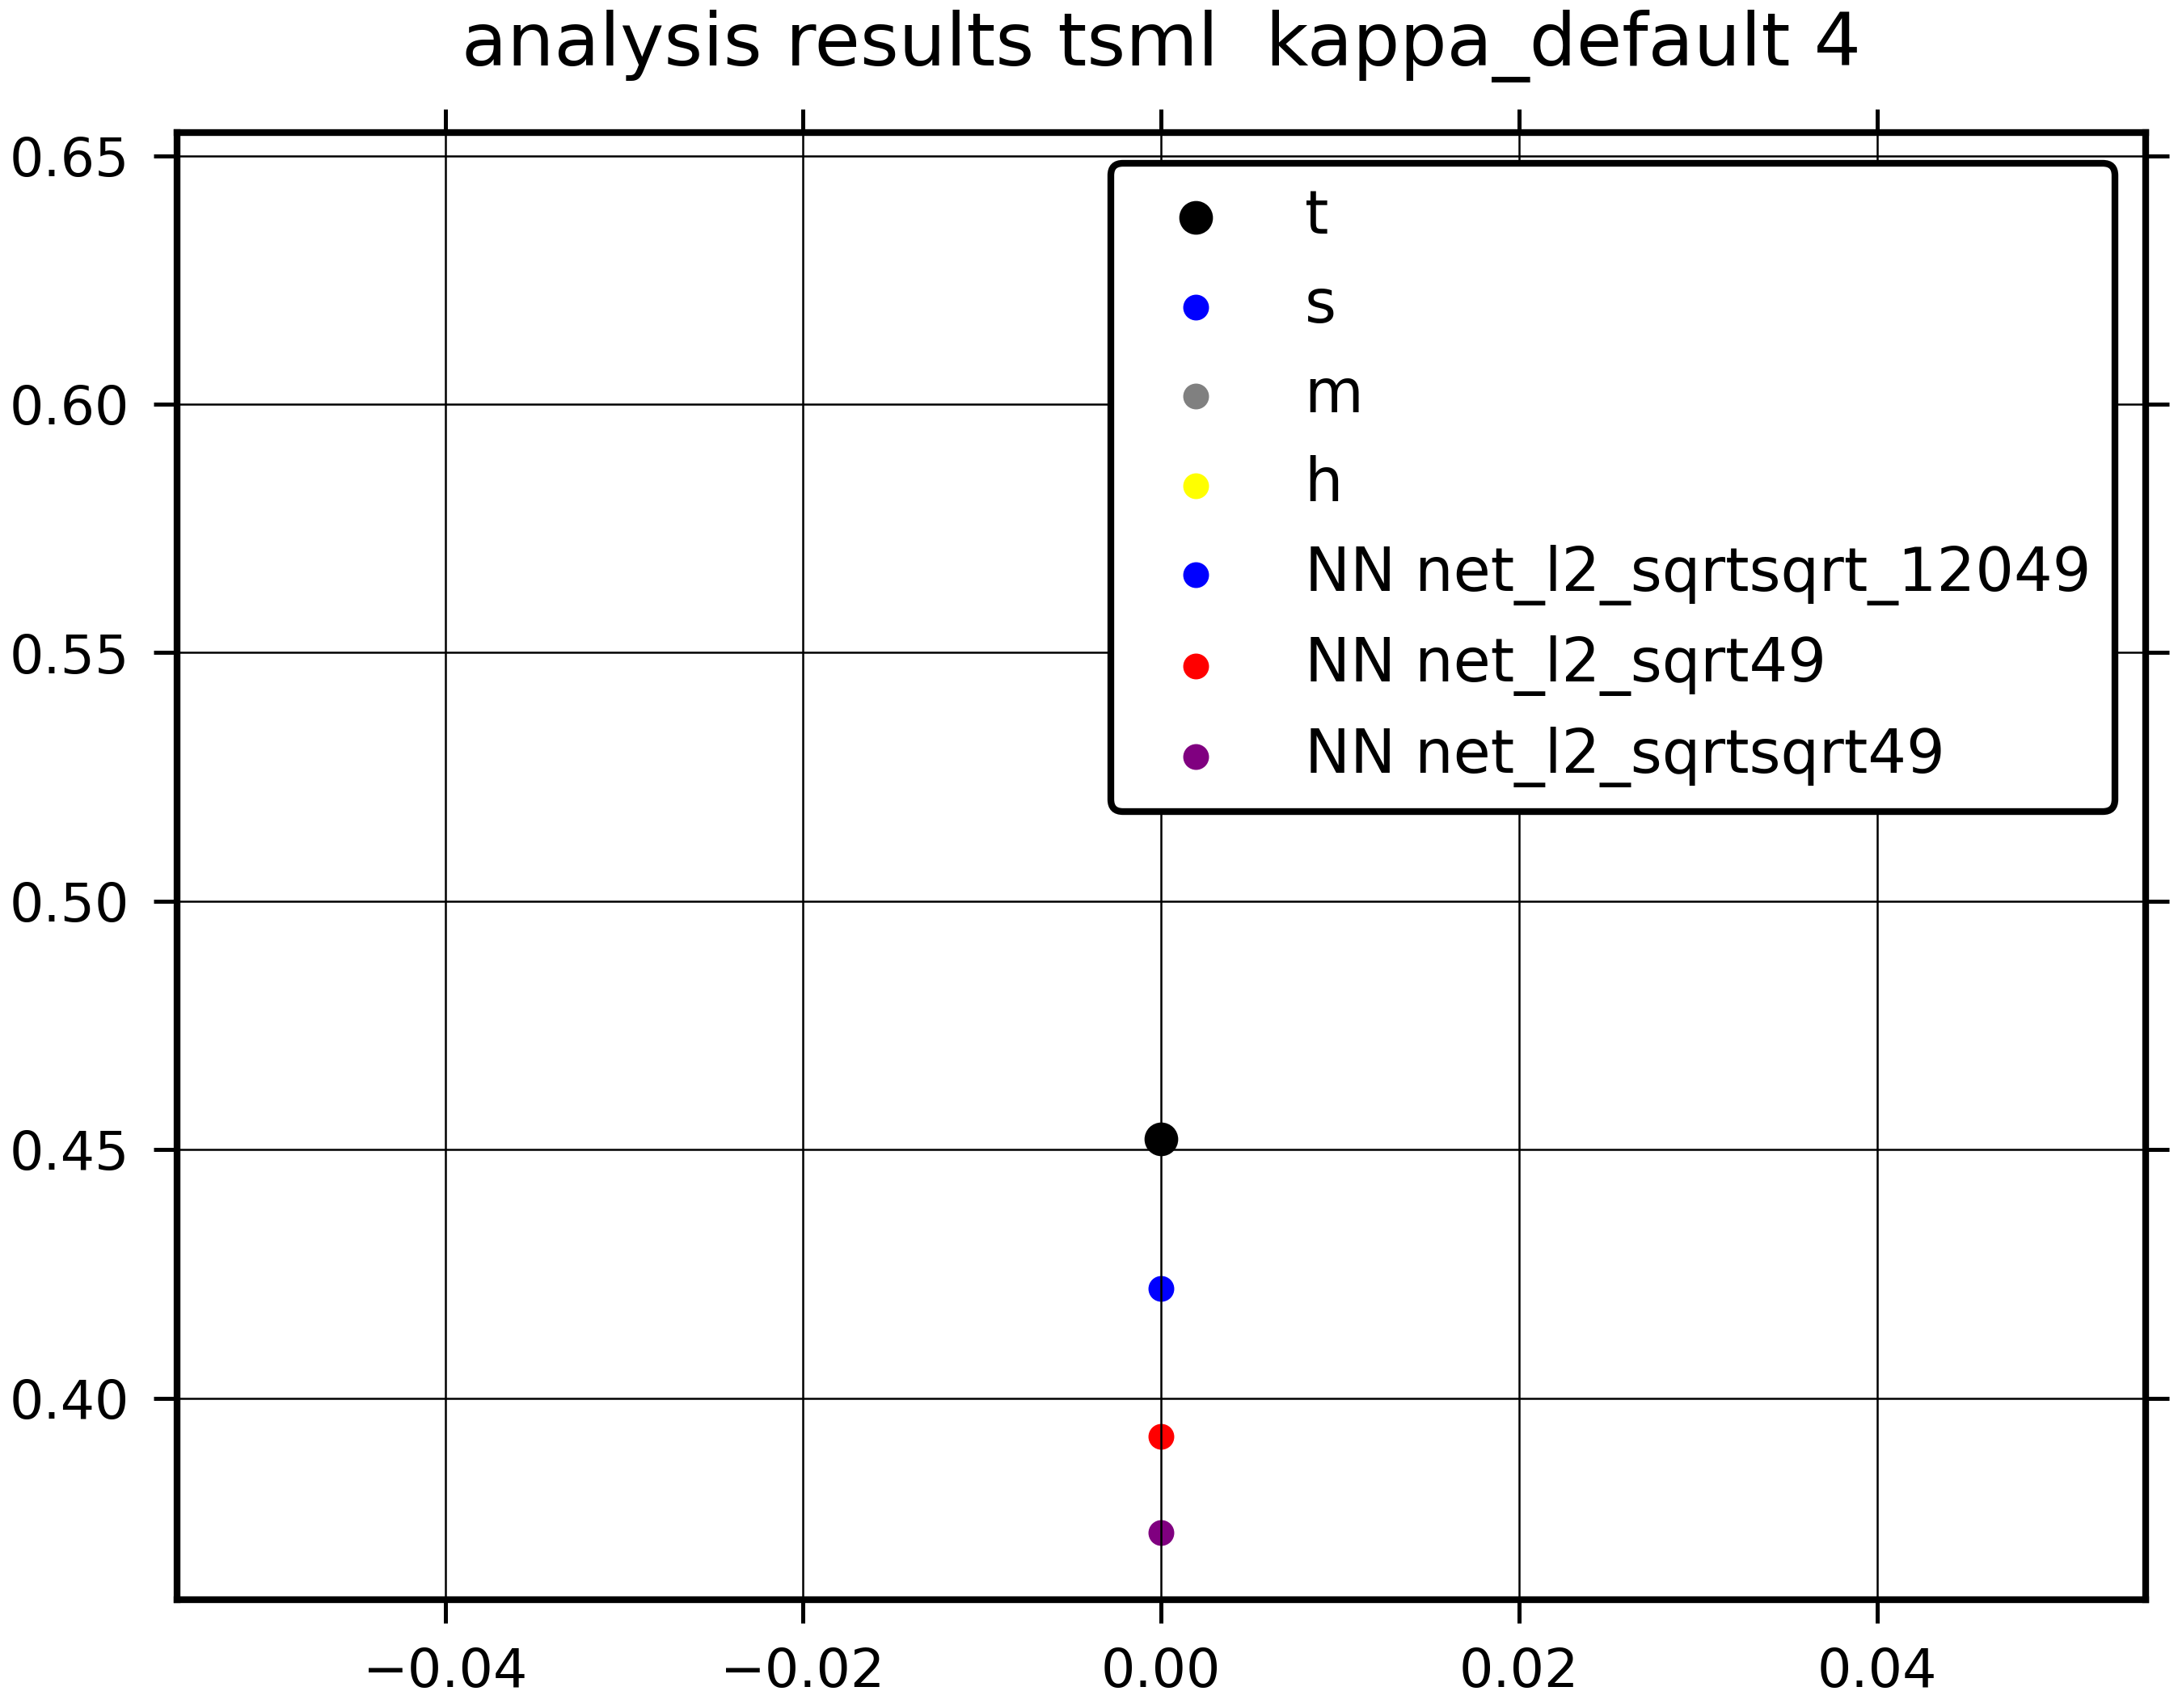 analysis results tsml  kappa_default 4
0.65
0.60
0.55
0.50
0.45
0.40
t
s
m
h
NN net_l2_sqrtsqrt_12049
NN net_l2_sqrt49
NN net_l2_sqrtsqrt49
−0.04
−0.02
0.00
0.02
0.04